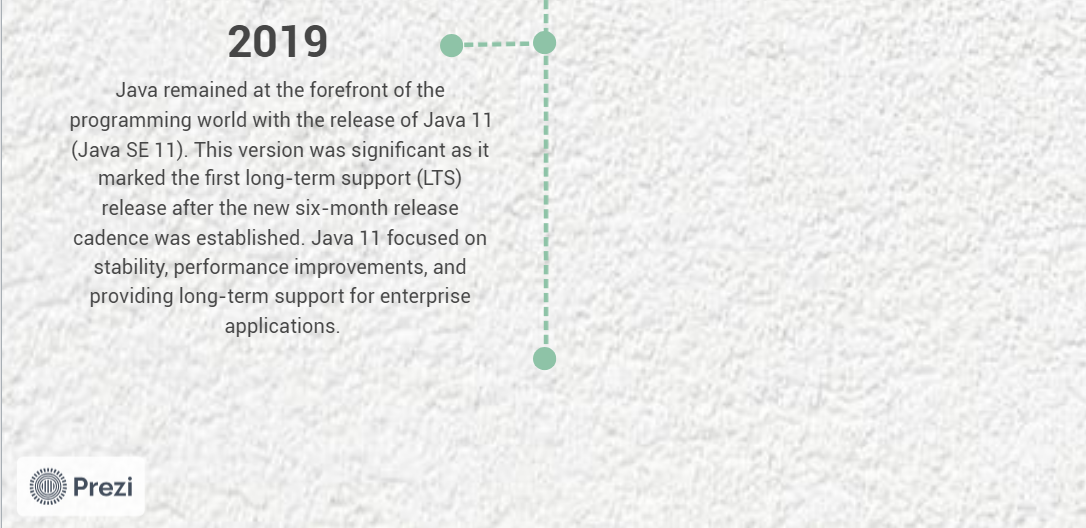 2019
Java remained at the forefront of the
programming world with the release of Java 11
(Java SE 11). This version was significant as it
marked the first long-term support (LTS)
release after the new six-month release
cadence was established. Java 11 focused on
stability, performance improvements, and
providing long-term support for enterprise
applications.
Prezi